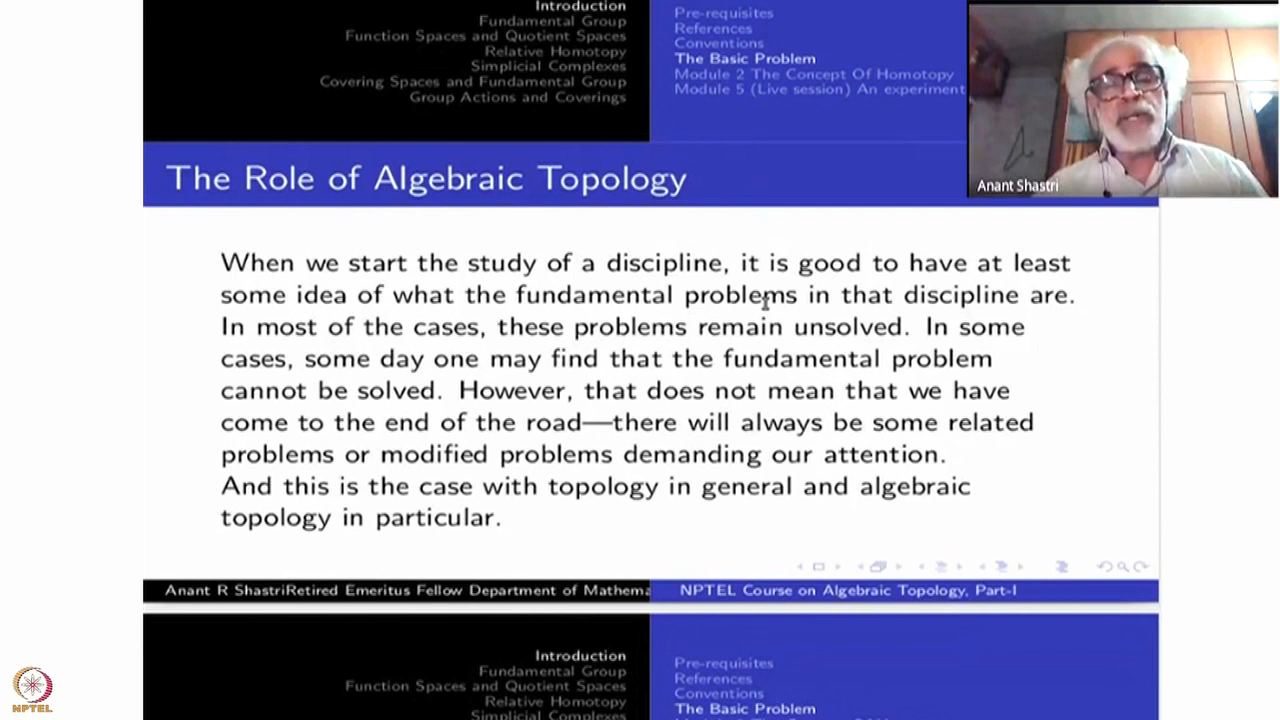 Introduction
Fundamental Group
Function Spaces and Quotient Spaces
Relative Homotopy
Simplicial Complexes
Covering Spaces and Fundamental Group
Group Actions and Coverings
Pre-requisites
References
Conventions
The Basic Problem
Module 2 The Concept Of Homotopy
Module 5 (Live session) An experiment
Anant Shastri
The Role of Algebraic Topology
When we start the study of a discipline, it is good to have at least
some idea of what the fundamental problems in that discipline are.
In most of the cases, these problems remain unsolved. In some
cases, some day one may find that the fundamental problem
cannot be solved. However, that does not mean that we have
come to the end of the road—there will always be some related
problems or modified problems demanding our attention.
And this is the case with topology in general and algebraic
topology in particular.
Anant R ShastriRetired Emeritus Fellow Department of Mathema
NPTEL Course on Algebraic Topology, Part-I
Introduction
Fundamental Group
Function Spaces and Quotient Spaces
Relative Homotopy
Simplicial Complexes
Pre-requisites
References
Conventions
The Basic Problem
NPTEL